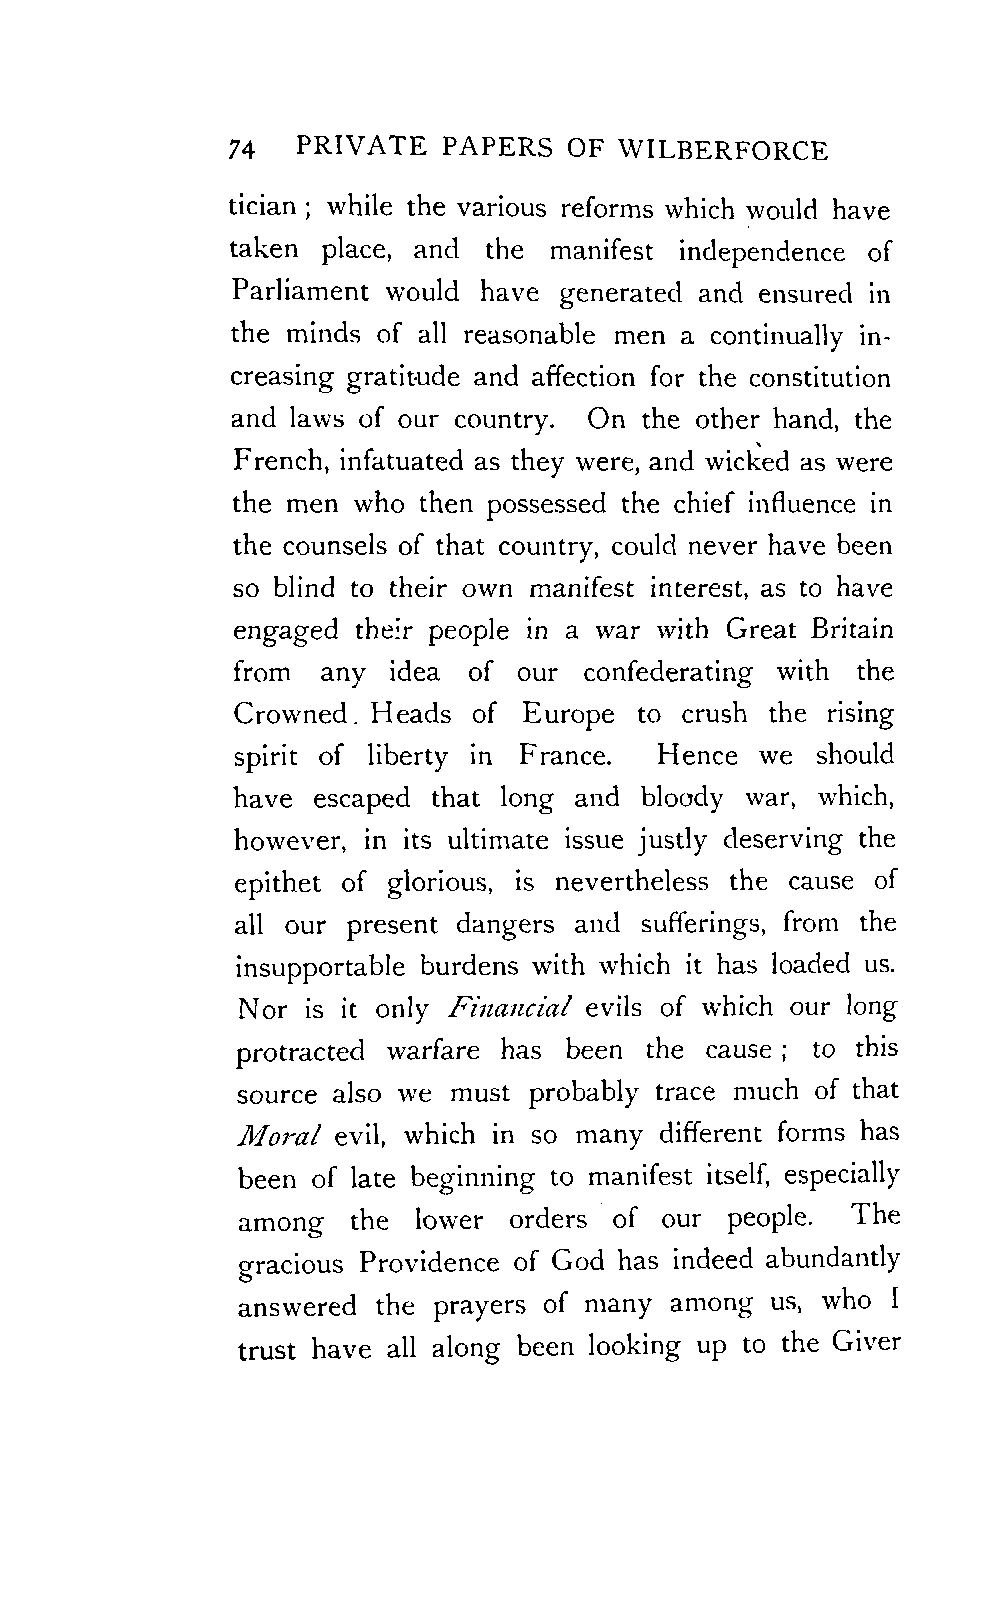 74 PRIVATE PAPERS OF WILBERFORCE
tician ; while the various reforms which would have
taken place, and the manifest independence of
Parliament would have generated and ensured in
the minds of all reasonable men a continually in-
creasing gratitude and affection for the constitution
and laws of our country. On the other hand, the
French, infatuated as they were, and wicked as were
the men who then possessed the chief influence in
the counsels of that country, could never have been
so blind to their own manifest interest, as to have
engaged their people in a war with Great Britain
from any idea of our confederating with the
Crowned. Heads of Europe to crush the rising
spirit of liberty in France. Hence we should
have escaped that long and bloody war, which,
however, in its ultimate issue justly deserving the
epithet of glorious, is nevertheless the cause of
all our present dangers and sufferings, from the
insupportable burdens with which it has loaded us.
Nor is it only Financial evils of which our long
protracted warfare has been the cause ; to this
source also we must probably trace much of that
Moral evil, which in so many different forms has
been of late beginning to manifest itself, especially
among the lower orders of our people. The
gracious Providence of God has indeed abundantly
answered the prayers of many among us, who I
trust have all along been looking up to the Giver